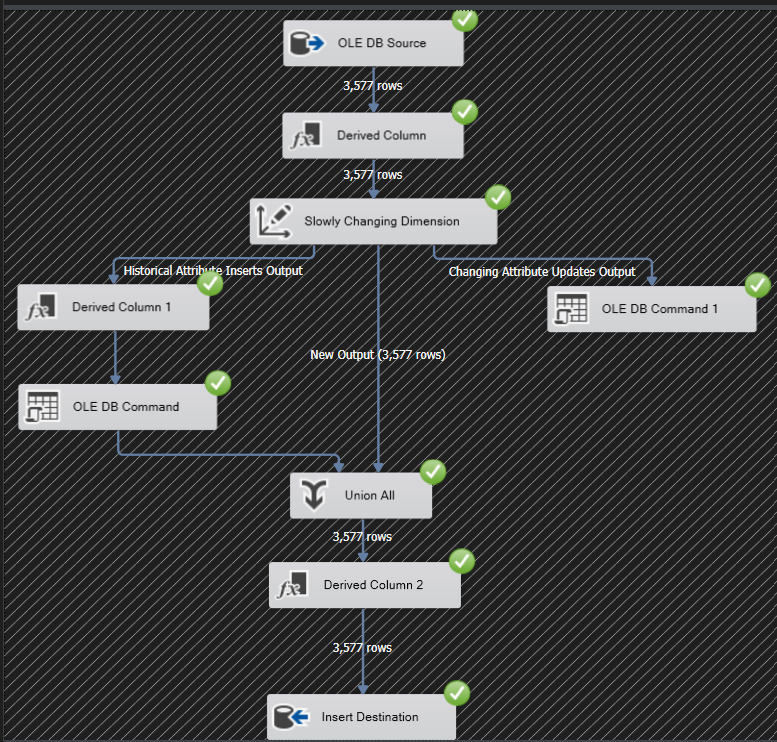 OLE DB Source
3,577 rows
Derived Column
3,577 rows
Slowly Changing Dimension
Historical Attribute Inserts Output
Changing Attribute Updates Output
Derived Column 1
OLE DB Command 1
New Output (3,577 rows)
OLE DB Command
Union All
3,577 rows
Derived Column 2
3,577 rows
Insert Destination